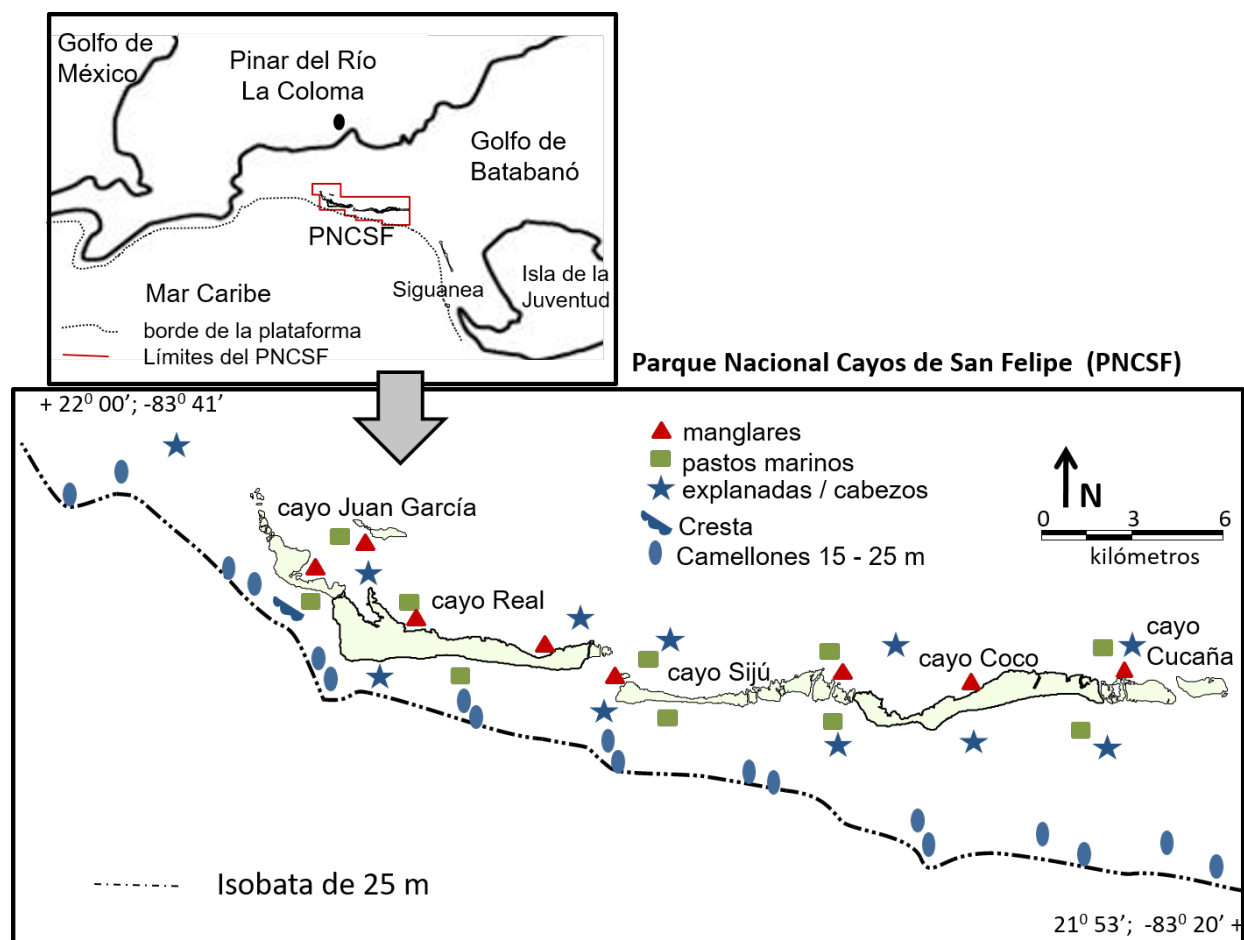 Golfo de
México
Pinar del Río
La Coloma
Golfo de
Batabanó
PNCSF
Siguanea
Isla de la
Juventud
Mar Caribe
borde de la plataforma
Límites del PNCSF
Parque Nacional Cayos de San Felipe (PNCSF)
+ 22⁰ 00′; -83⁰ 41′
manglares
pastos marinos
explanadas / cabezos
Cresta
Camellones 15 - 25 m
N
0 3 6
kilómetros
cayo Juan García
cayo Real
cayo Sijú
cayo Coco
cayo
Cucaña
Isobata de 25 m
21⁰ 53′; -83⁰ 20′ +